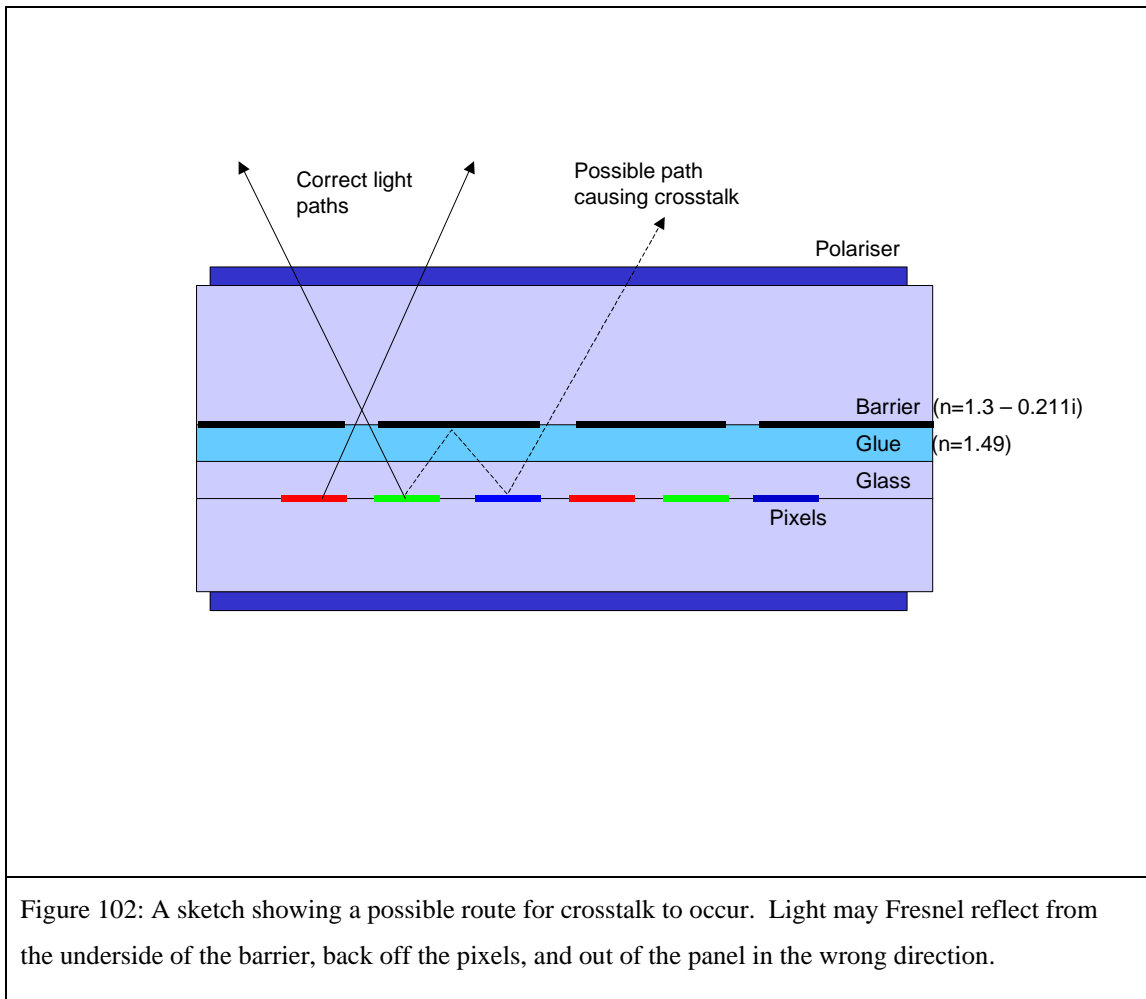 Correct light
paths
Possible path
causing crosstalk
Polariser
Barrier (n=1.3 – 0.211i)
Glue (n=1.49)
Glass
Pixels
Figure 102: A sketch showing a possible route for crosstalk to occur. Light may Fresnel reflect from
the underside of the barrier, back off the pixels, and out of the panel in the wrong direction.